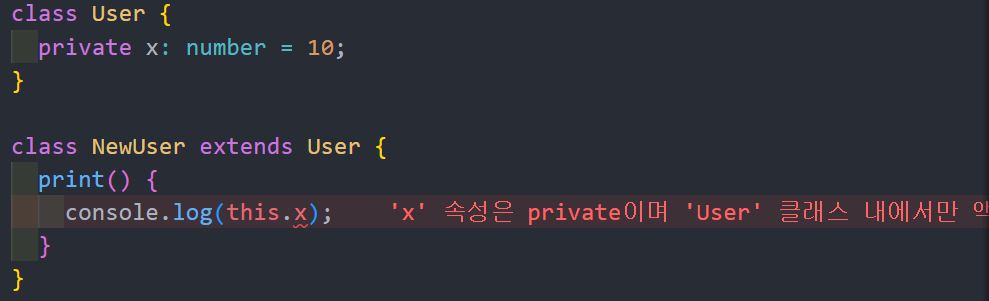 class User {
  private x: number = 10;
}

class NewUser extends User {
  print() {
    console.log(this.x);     'x' 속성은 private이며 'User' 클래스 내에서만
  }
}